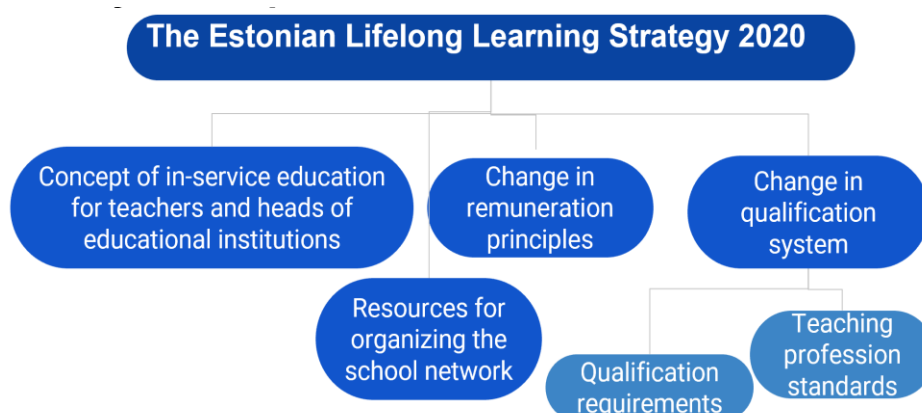 The Estonian Lifelong Learning Strategy 2020
Concept of in-service education
for teachers and heads of
educational institutions
Change in
remuneration
principles
Change in
qualification
system
Resources for
organizing the
school network
Qualification
requirements
Teaching
profession
standards